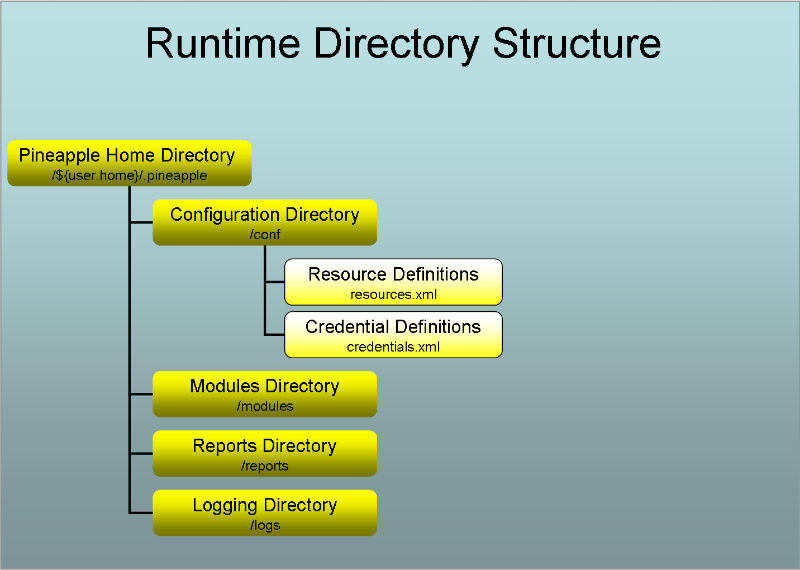 Runtime Directory Structure
Pineapple Home Directory
/${user.home}/.pineapple
Configuration Directory
/conf
Resource Definitions
resources.xml
Credential Definitions
credentials.xml
Modules Directory
/modules
Reports Directory
/reports
Logging Directory
/logs